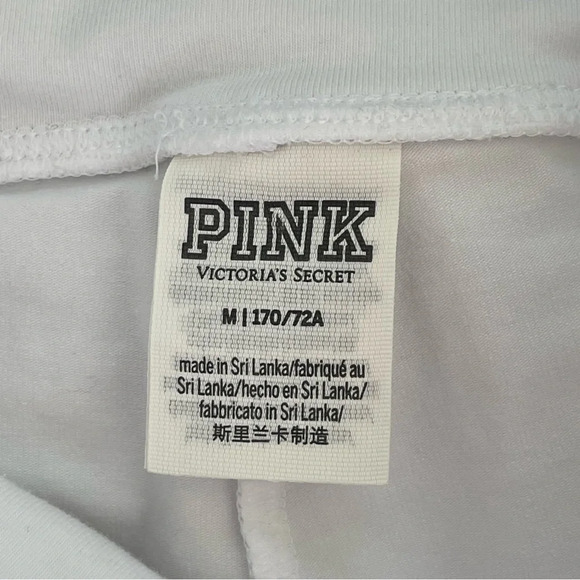 PINK
VICTORIA'S SECRET
M | 170/72A
made in Sri Lanka/fabriqué au
Sri Lanka/hecho en Sri Lanka/
fabbricato in Sri Lanka/
斯里兰卡制造